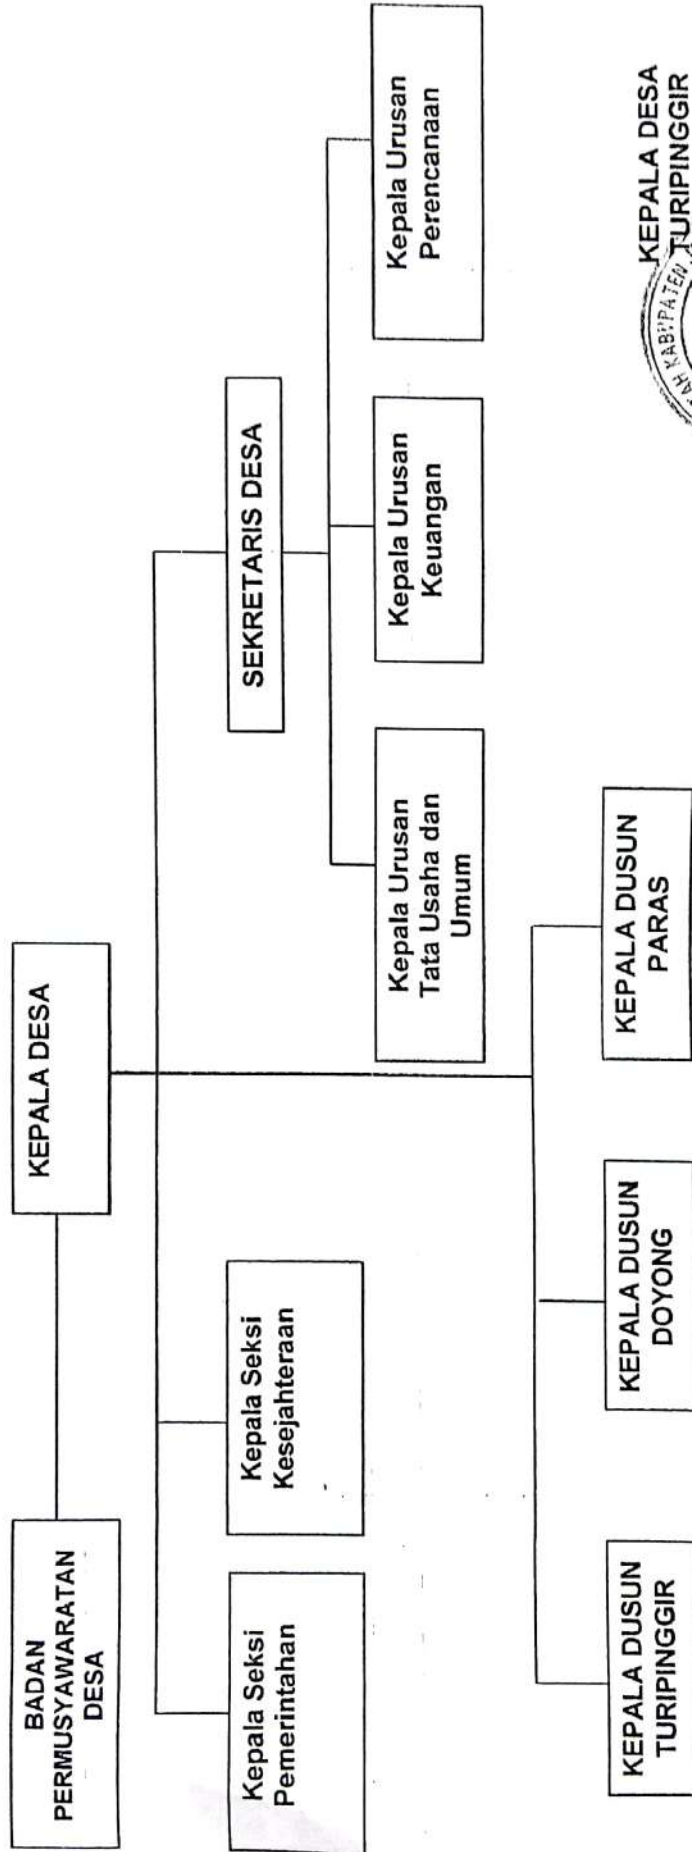 BADAN
PERMUSYAWARATAN
DESA
KEPALA DESA
Kepala Seksi
Pemerintahan
Kepala Seksi
Kesejahteraan
SEKRETARIS DESA
Kepala Urusan
Tata Usaha dan
Umum
Kepala Urusan
Keuangan
Kepala Urusan
Perencanaan
KEPALA DUSUN
TURIPINGGIR
KEPALA DUSUN
DOYONG
KEPALA DUSUN
PARAS
KEPALA DESA
TURIPINGGIR
KABUPATEN